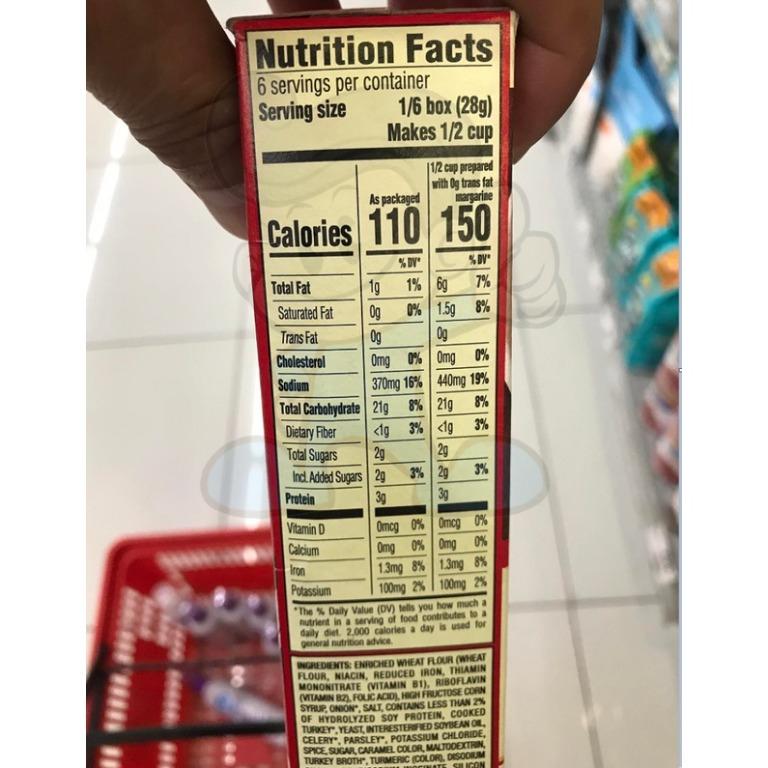 Nutrition Facts
6 servings per container
Serving size 1/6 box (28g)
Makes 1/2 cup
As packaged 1/2 cup prepared with 0g trans fat margarine
Calories 110 150
% DV* % DV*
Total Fat 1g 1% 6g 7%
Saturated Fat 0g 0% 1.5g 8%
Trans Fat 0g 0g
Cholesterol 0mg 0% 0mg 0%
Sodium 370mg 16% 440mg 19%
Total Carbohydrate 21g 8% 21g 8%
Dietary Fiber <1g 3% <1g 3%
Total Sugars 2g 2g
Incl. Added Sugars 2g 3% 2g 3%
Protein 3g 3g
Vitamin D 0mcg 0% 0mcg 0%
Calcium 0mg 0% 0mg 0%
Iron 1.3mg 8% 1.3mg 8%
Potassium 100mg 2% 100mg 2%
*The % Daily Value (DV) tells you how much a
nutrient in a serving of food contributes to a
daily diet. 2,000 calories a day is used for
general nutrition advice.
INGREDIENTS: ENRICHED WHEAT FLOUR (WHEAT
FLOUR, NIACIN, REDUCED IRON, THIAMIN
MONONITRATE (VITAMIN B1), RIBOFLAVIN
(VITAMIN B2), FOLIC ACID), HIGH FRUCTOSE CORN
SYRUP, ONION*, SALT, CONTAINS LESS THAN 2%
OF HYDROLYZED SOY PROTEIN, COOKED
TURKEY*, YEAST, INTERESTERIFIED SOYBEAN OIL,
CELERY*, PARSLEY*, POTASSIUM CHLORIDE,
SPICE, SUGAR, CARAMEL COLOR, MALTODEXTRIN,
TURKEY BROTH*, TURMERIC (COLOR), DISODIUM
SILICON